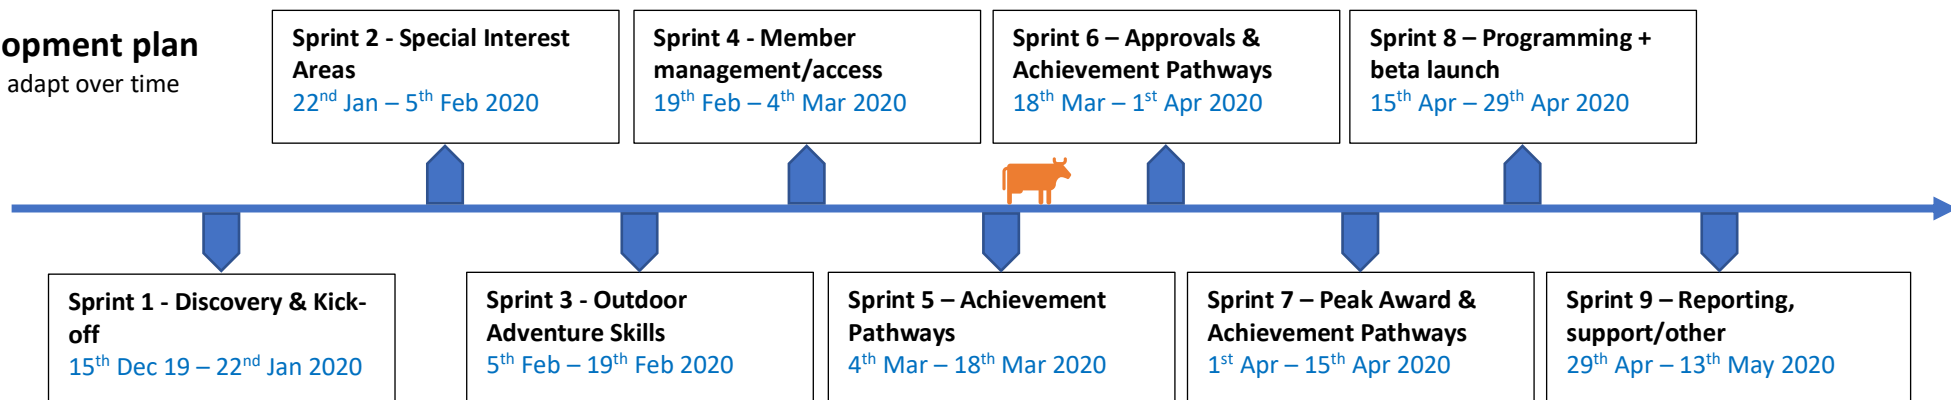 opment plan
adapt over time
Sprint 2 - Special Interest
Areas
22nd Jan – 5th Feb 2020
Sprint 4 - Member
management/access
19th Feb – 4th Mar 2020
Sprint 6 – Approvals &
Achievement Pathways
18th Mar – 1st Apr 2020
Sprint 8 – Programming +
beta launch
15th Apr – 29th Apr 2020
Sprint 1 - Discovery & Kick-
off
15th Dec 19 – 22nd Jan 2020
Sprint 3 - Outdoor
Adventure Skills
5th Feb – 19th Feb 2020
Sprint 5 – Achievement
Pathways
4th Mar – 18th Mar 2020
Sprint 7 – Peak Award &
Achievement Pathways
1st Apr – 15th Apr 2020
Sprint 9 – Reporting,
support/other
29th Apr – 13th May 2020